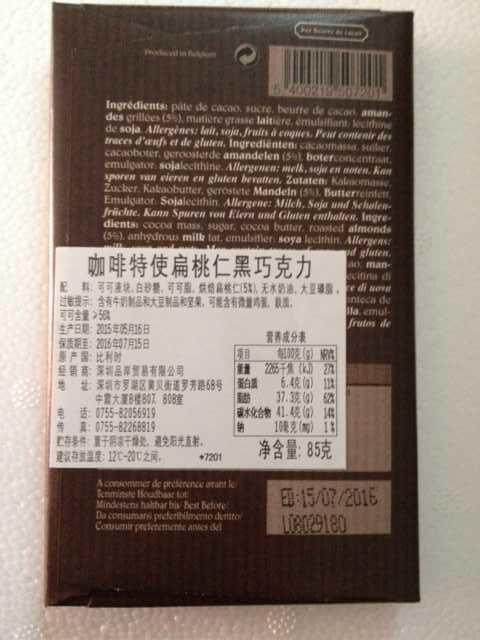 Pur Beurre de cacao
Produced in Belgium
5 400219 507201
Ingrédients: pâte de cacao, sucre, beurre de cacao, aman-
des grillées (5%), matière grasse laitière, émulsifiant: lécithine
de soja. Allergènes: lait, soja, fruits à coques. Peut contenir des
traces d'œufs et de gluten. Ingrediënten: cacaomassa, suiker,
cacaoboter, geroosterde amandelen (5%), boterconcentraat,
emulgator: sojalecithine. Allergenen: melk, soja en noten. Kan
sporen van eieren en gluten bevatten. Zutaten: Kakaomasse,
Zucker, Kakaobutter, geröstete Mandeln (5%), Butterreinfett,
Emulgator: Sojalecithin. Allergene: Milch, Soja und Schalen-
früchte. Kann Spuren von Eiern und Gluten enthalten. Ingre-
dients: cocoa mass, sugar, cocoa butter, roasted almonds
(5%), anhydrous milk fat, emulsifier: soya lecithin. Allergens:
gluten.
咖啡特使扁桃仁黑巧克力
配 料: 可可液块、白砂糖、可可脂、烘焙扁桃仁(5%)、无水奶油、大豆磷脂。
过敏提示: 含有牛奶制品和大豆制品和坚果。可能含有微量鸡蛋、麸质。
可可含量≥56%
生产日期: 2015年05月16日
保质期至: 2016年07月15日
原 产 国: 比利时
经 销 商: 深圳品岸贸易有限公司
地 址: 深圳市罗湖区黄贝街道罗芳路68号
中震大厦8楼807、808室
电 话: 0755-82056919
传 真: 0755-82268819
贮存条件: 置于阴凉干燥处, 避免阳光直射。
建议存放温度: 12℃-20℃之间。 *7201
营养成分表
项目 每100克(g) NRV%
能量 2265千焦(kJ) 27%
蛋白质 6.4克(g) 11%
脂肪 37.3克(g) 62%
碳水化合物 41.4克(g) 14%
钠 10毫克(mg) 1%
净含量: 85克
A consommer de préférence avant le/
Tenminste Houdbaar tot:
Mindestens haltbar bis/ Best Before/
Da consumarsi preferibilmento dentro/
Consumir preferemente antes del
ED:15/07/2016
L08029180